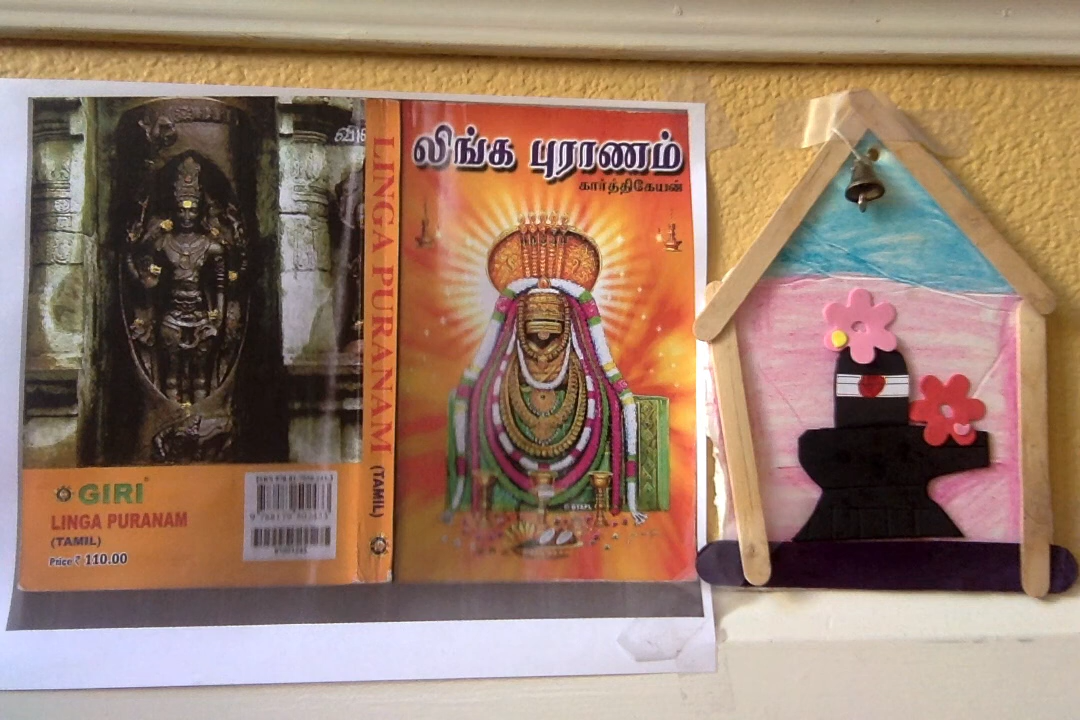 GIRI
LINGA PURANAM
(TAMIL)
Price ₹ 110.00
LINGA PURANAM (TAMIL)
லிங்க புராணம்
கார்த்திகேயன்